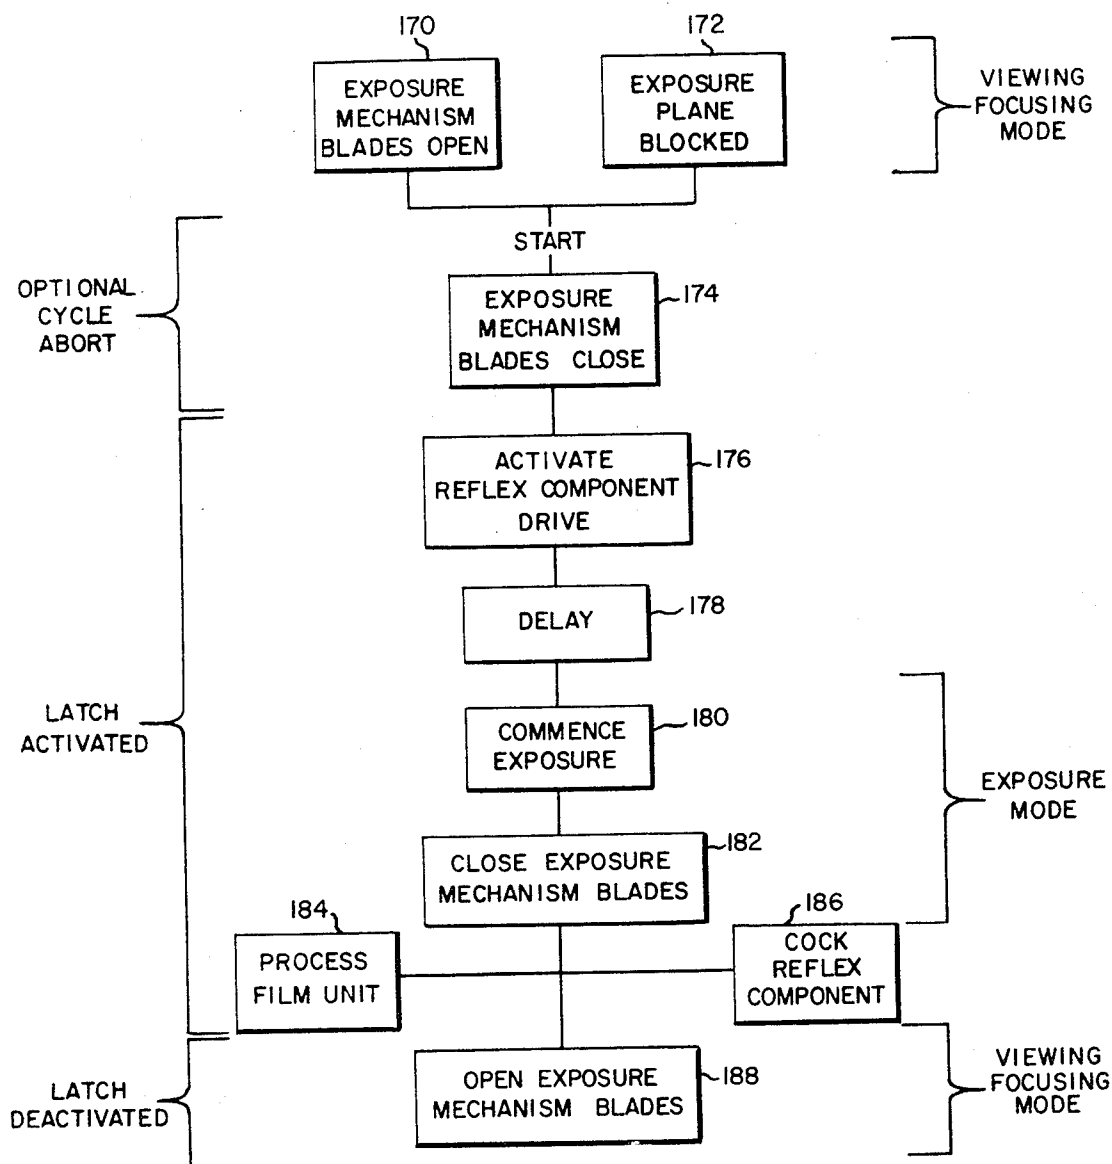 170
172
EXPOSURE
MECHANISM
BLADES OPEN
EXPOSURE
PLANE
BLOCKED
VIEWING
FOCUSING
MODE
START
OPTIONAL
CYCLE
ABORT
EXPOSURE
MECHANISM
BLADES CLOSE
174
ACTIVATE
REFLEX COMPONENT
DRIVE
176
DELAY
178
LATCH
ACTIVATED
COMMENCE
EXPOSURE
180
EXPOSURE
MODE
CLOSE EXPOSURE
MECHANISM BLADES
182
184
PROCESS
FILM UNIT
186
COCK
REFLEX
COMPONENT
LATCH
DEACTIVATED
OPEN EXPOSURE
MECHANISM BLADES
188
VIEWING
FOCUSING
MODE